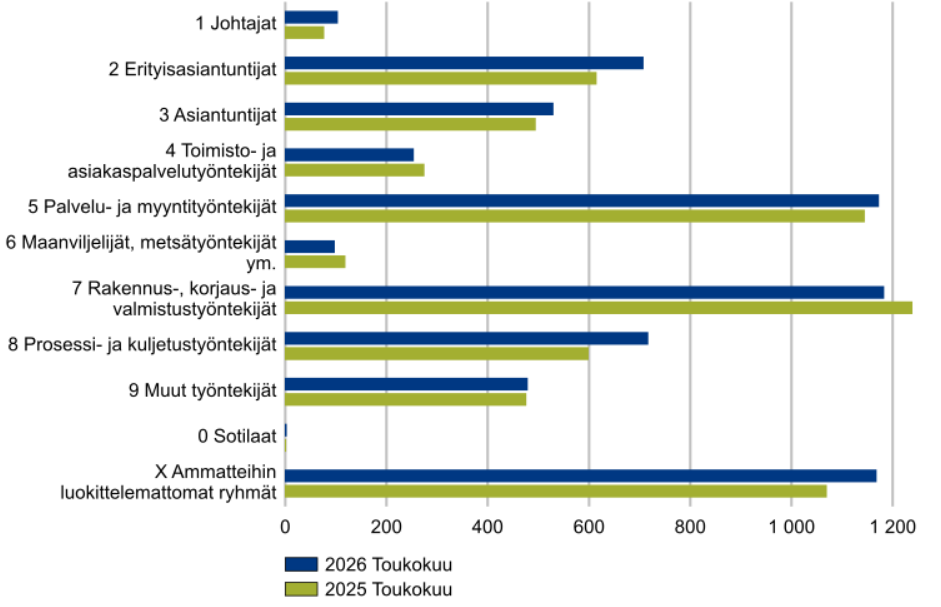 1 Johtajat
2 Erityisasiantuntijat
3 Asiantuntijat
4 Toimisto- ja
asiakaspalvelutyöntekijät
5 Palvelu- ja myyntityöntekijät
6 Maanviljelijät, metsätyöntekijät
ym.
7 Rakennus-, korjaus- ja
valmistustyöntekijät
8 Prosessi- ja kuljetustyöntekijät
9 Muut työntekijät
0 Sotilaat
X Ammatteihin
luokittelemattomat ryhmät
0 200 400 600 800 1 000 1 200
2026 Toukokuu
2025 Toukokuu